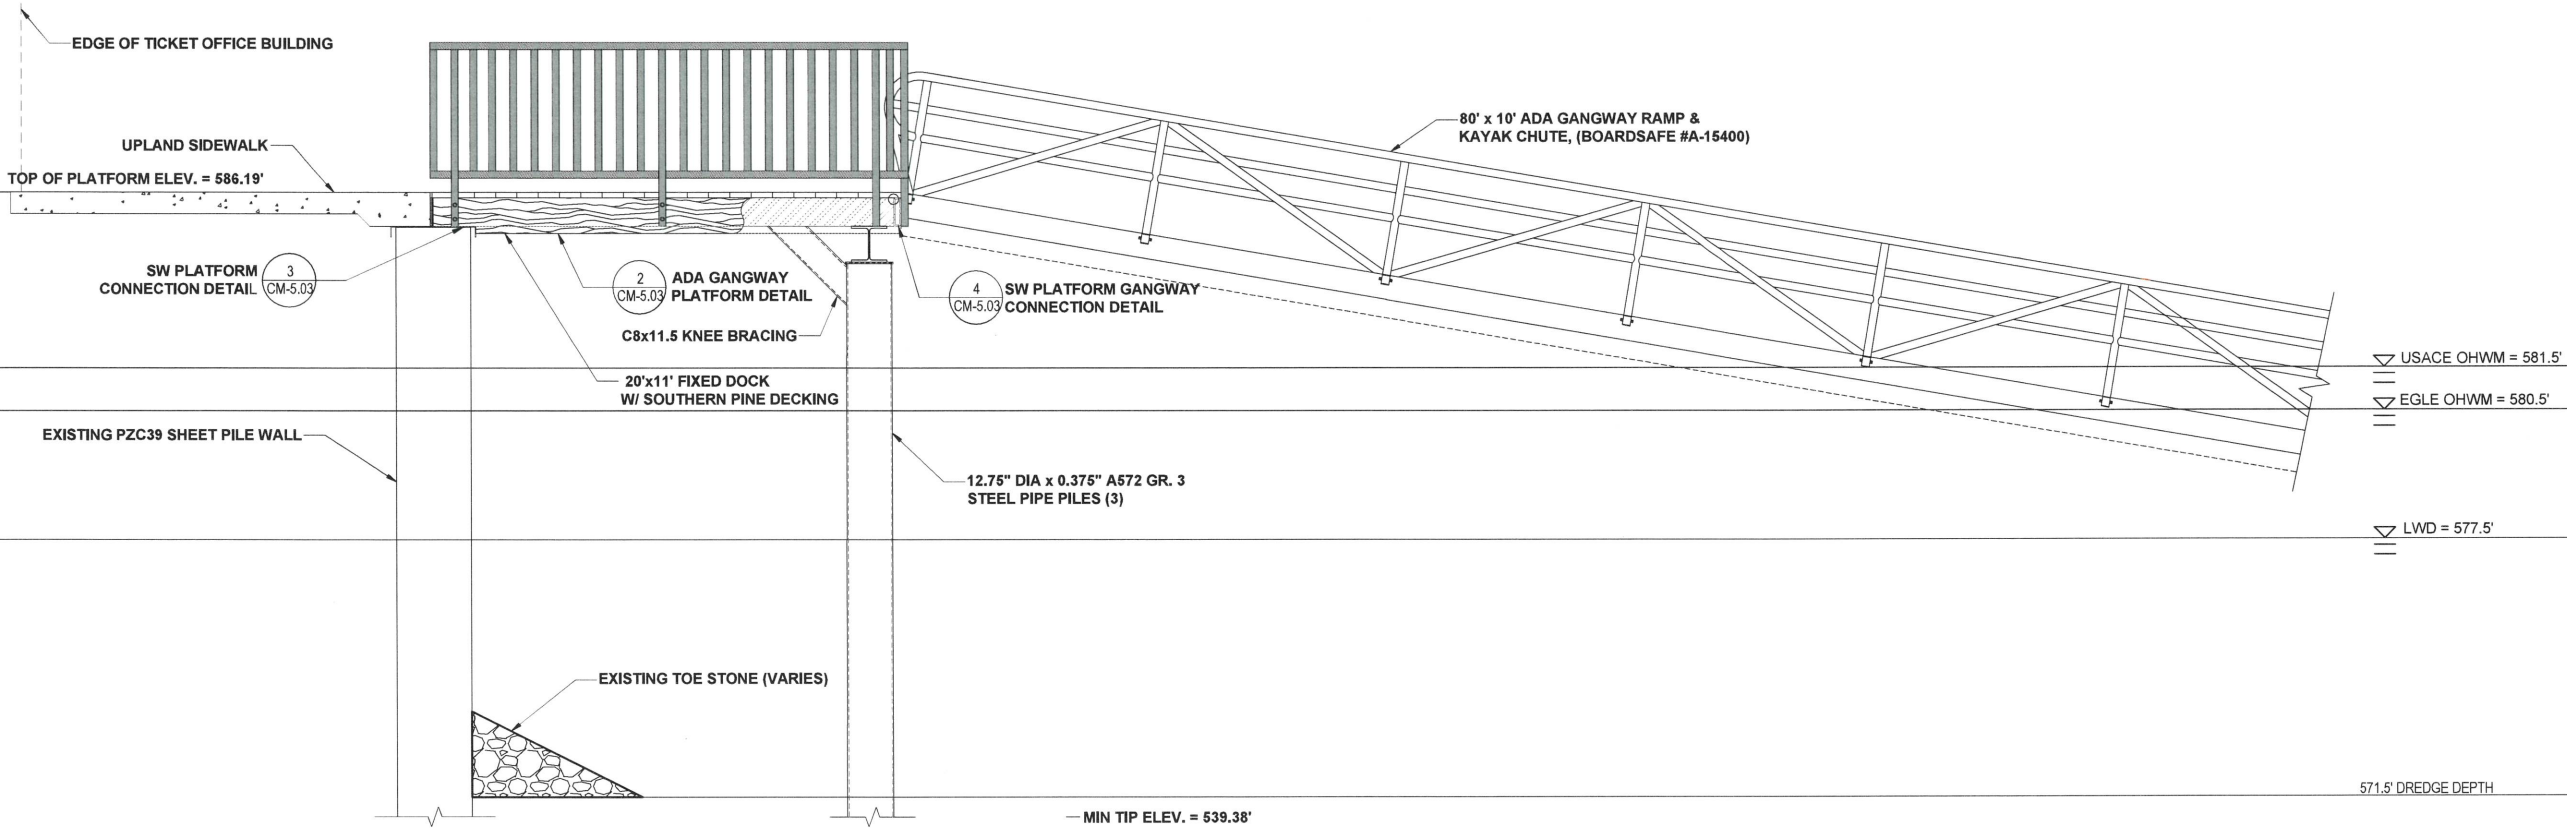 EDGE OF TICKET OFFICE BUILDING
80' x 10' ADA GANGWAY RAMP &
KAYAK CHUTE, (BOARDSAFE #A-15400)
UPLAND SIDEWALK
TOP OF PLATFORM ELEV. = 586.19'
SW PLATFORM
CONNECTION DETAIL
3
CM-5.03
2
CM-5.03
ADA GANGWAY
PLATFORM DETAIL
4
CM-5.03
SW PLATFORM GANGWAY
CONNECTION DETAIL
C8x11.5 KNEE BRACING
USACE OHWM = 581.5'
20'x11' FIXED DOCK
W/ SOUTHERN PINE DECKING
EGLE OHWM = 580.5'
EXISTING PZC39 SHEET PILE WALL
12.75" DIA x 0.375" A572 GR. 3
STEEL PIPE PILES (3)
LWD = 577.5'
EXISTING TOE STONE (VARIES)
571.5' DREDGE DEPTH
MIN TIP ELEV. = 539.38'